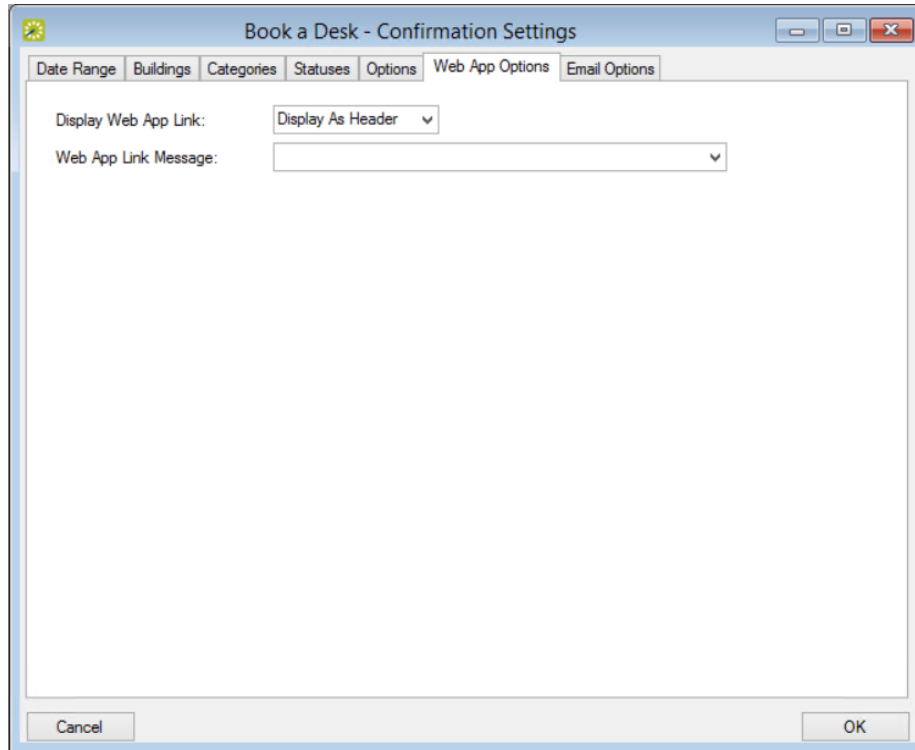 Book a Desk - Confirmation Settings
Date Range Buildings Categories Statuses Options Web App Options Email Options
Display Web App Link: Display As Header
Web App Link Message:
Cancel OK